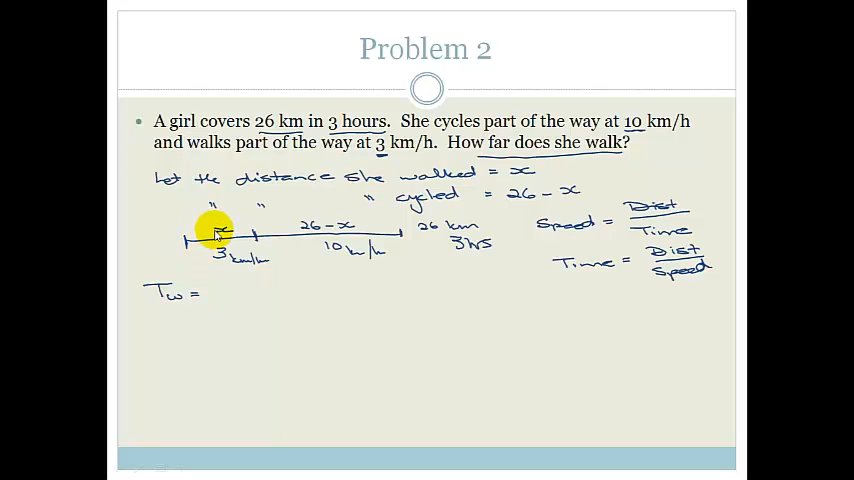 Problem 2
• A girl covers 26 km in 3 hours. She cycles part of the way at 10 km/h
and walks part of the way at 3 km/h. How far does she walk?
Let the distance she walked = x
" " " cycled = 26 - x
x 26 - x 26 km
3 km/h 10 km/h 3 hrs
Speed = Dist / Time
Time = Dist / Speed
Tw =